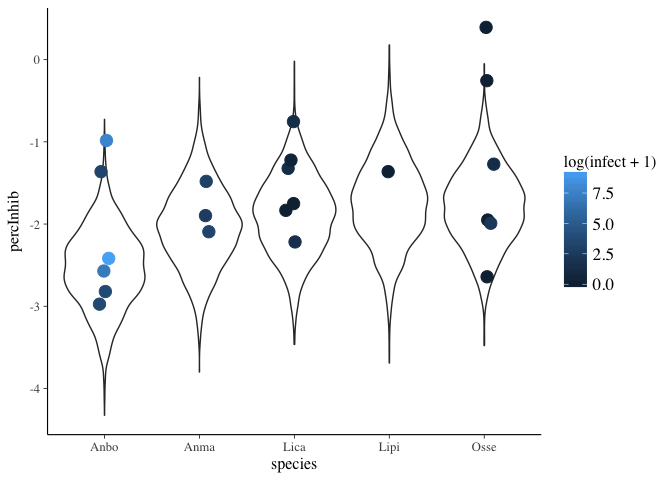 0
-1
-2
-3
-4
percInhib
Anbo Anma Lica Lipi Osse
species
log(infect + 1)
7.5
5.0
2.5
0.0